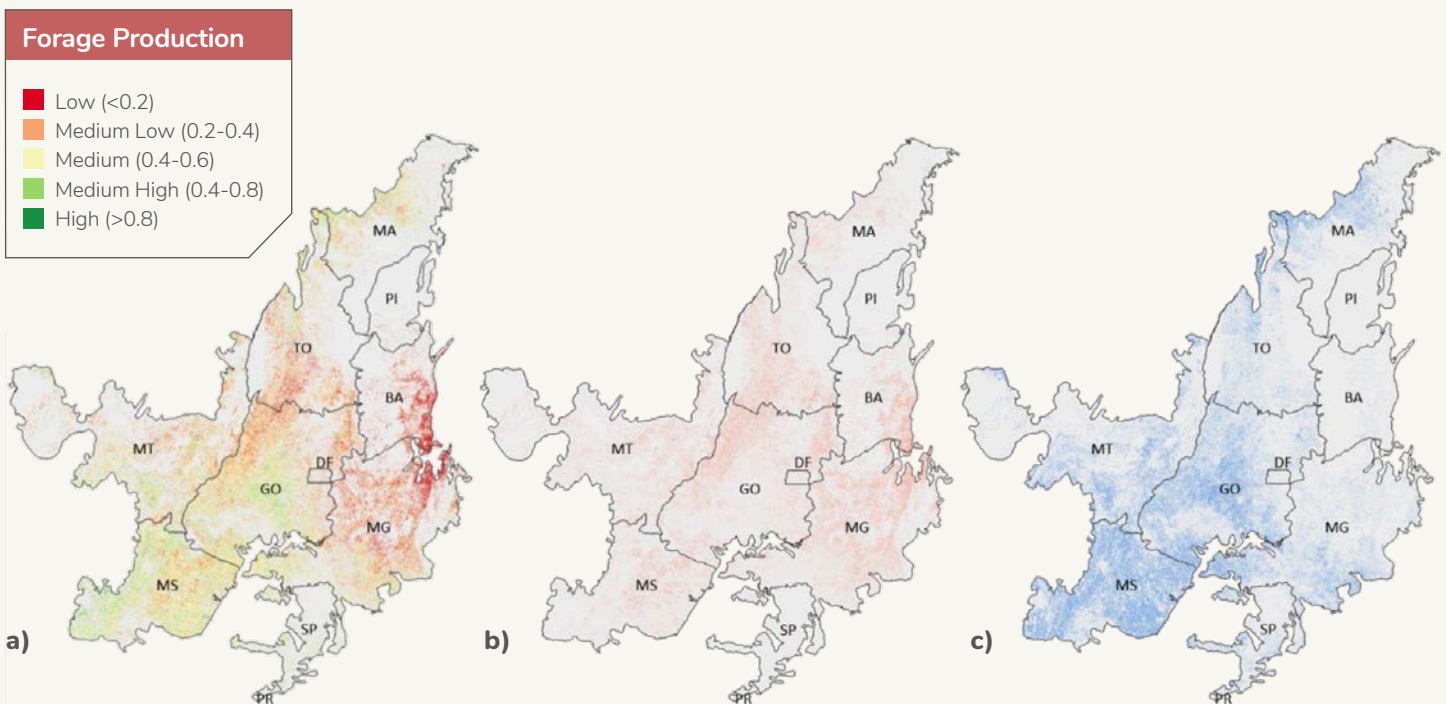 Forage Production
Low (<0.2)
Medium Low (0.2-0.4)
Medium (0.4-0.6)
Medium High (0.4-0.8)
High (>0.8)
MA
PI
TO
BA
MT
DF
GO
MG
MS
SP
PR
a)
MA
PI
TO
BA
MT
DF
GO
MG
MS
SP
PR
b)
MA
PI
TO
BA
MT
DF
GO
MG
MS
SP
PR
c)